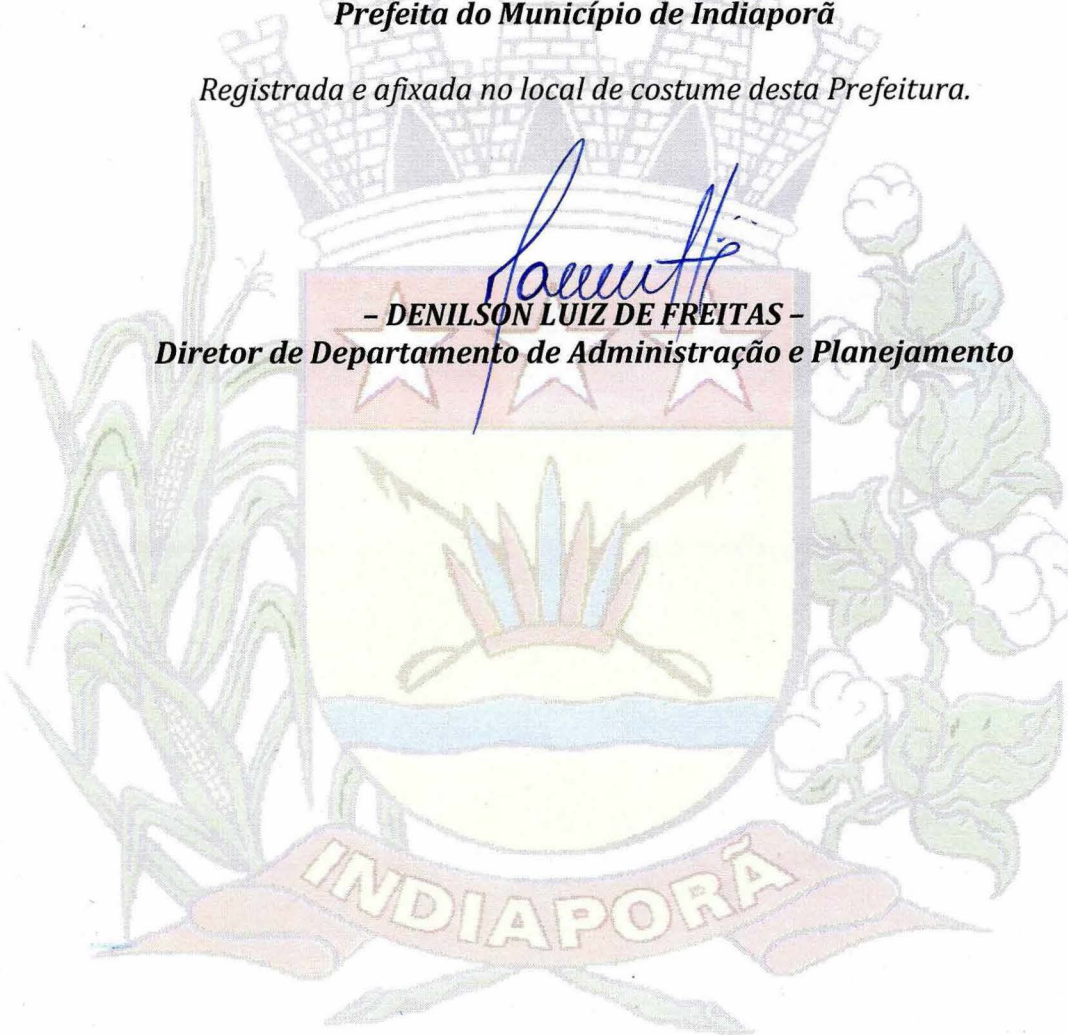 Prefeita do Município de Indiaporã
Registrada e afixada no local de costume desta Prefeitura.
– DENILSON LUIZ DE FREITAS –
Diretor de Departamento de Administração e Planejamento
INDIAPORÃ